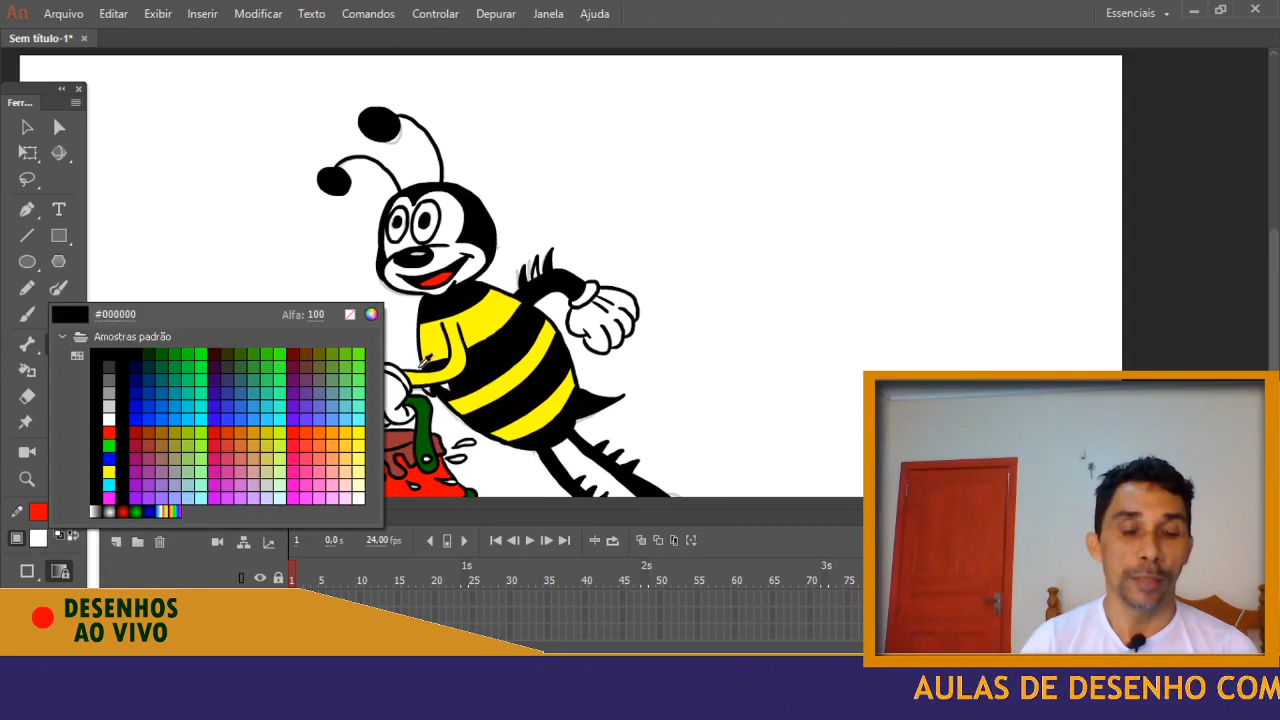 An Arquivo Editar Exibir Inserir Modificar Texto Comandos Controlar Depurar Janela Ajuda Essenciais
Sem título-1*
Ferr...
T
#000000 Alfa: 100
Amostras padrão
1 0,0 s 24,00 fps
1s 2s 3s
1 5 10 15 20 25 30 35 40 45 50 55 60 65 70 75
DESENHOS
AO VIVO
AULAS DE DESENHO COM